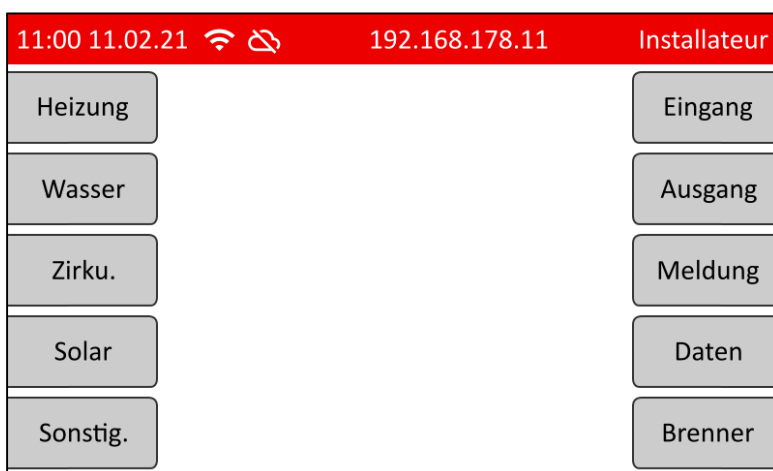 11:00 11.02.21 192.168.178.11 Installateur
Heizung Eingang
Wasser Ausgang
Zirku. Meldung
Solar Daten
Sonstig. Brenner